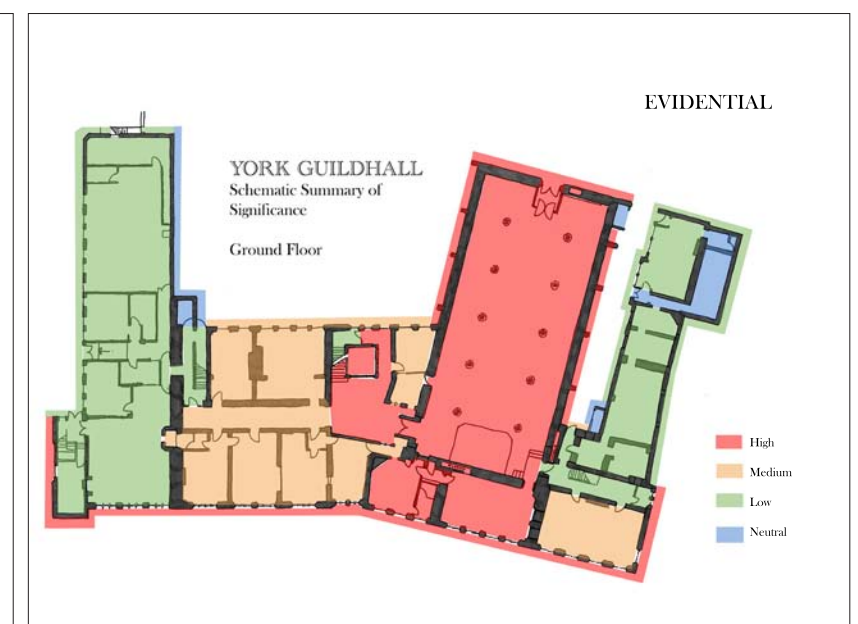 EVIDENTIAL
YORK GUILDHALL
Schematic Summary of
Significance
Ground Floor
High
Medium
Low
Neutral